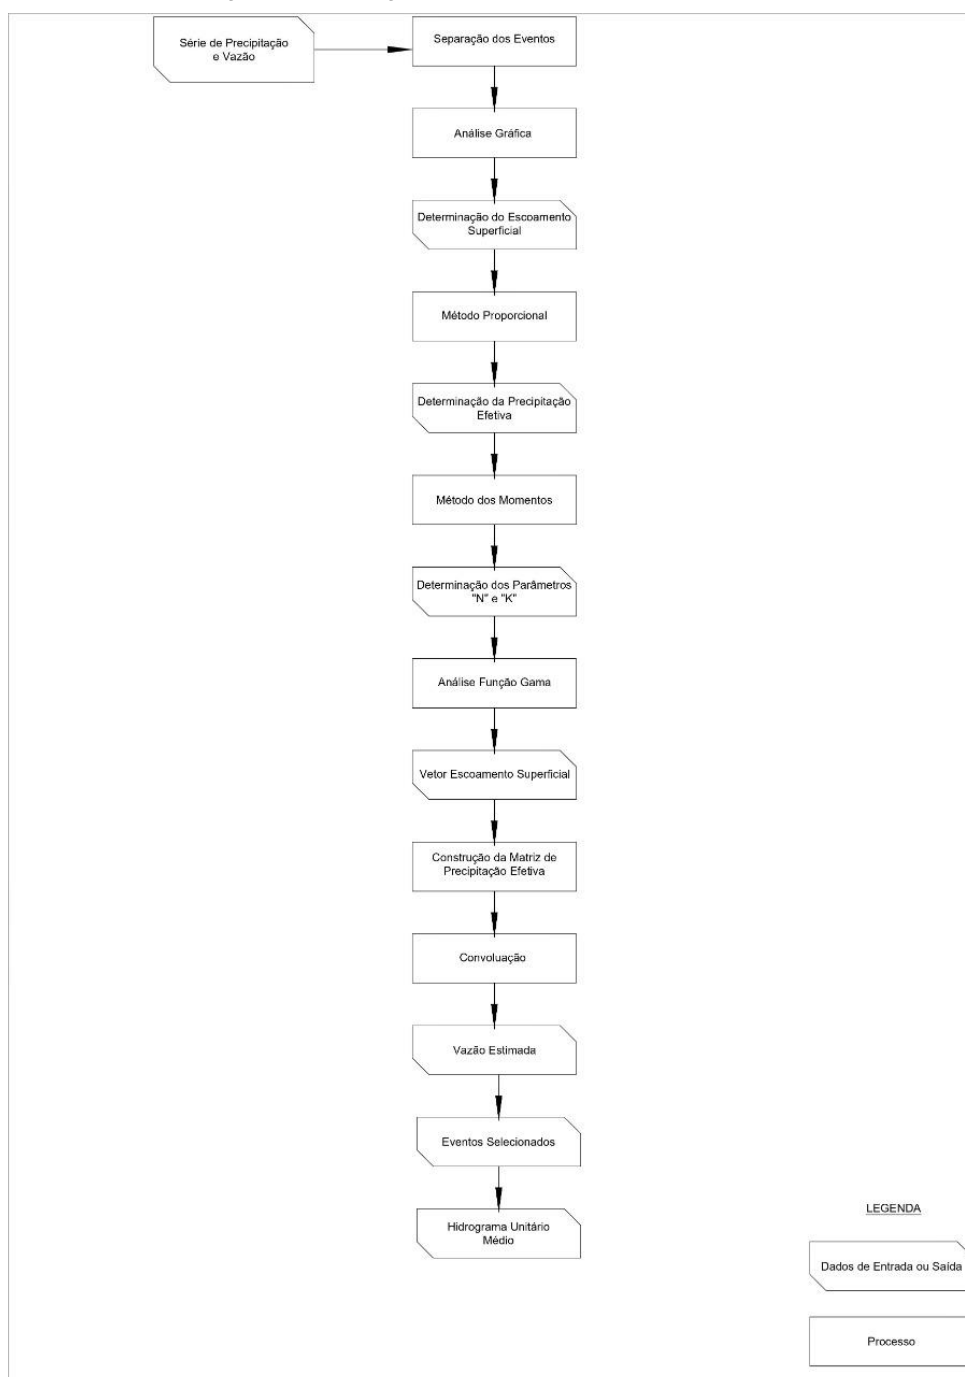 Série de Precipitação
e Vazão
Separação dos Eventos
Análise Gráfica
Determinação do Escoamento
Superficial
Método Proporcional
Determinação da Precipitação
Efetiva
Método dos Momentos
Determinação dos Parâmetros
"N" e "K"
Análise Função Gama
Vetor Escoamento Superficial
Construção da Matriz de
Precipitação Efetiva
Convoluação
Vazão Estimada
Eventos Selecionados
Hidrograma Unitário
Médio
LEGENDA
Dados de Entrada ou Saída
Processo